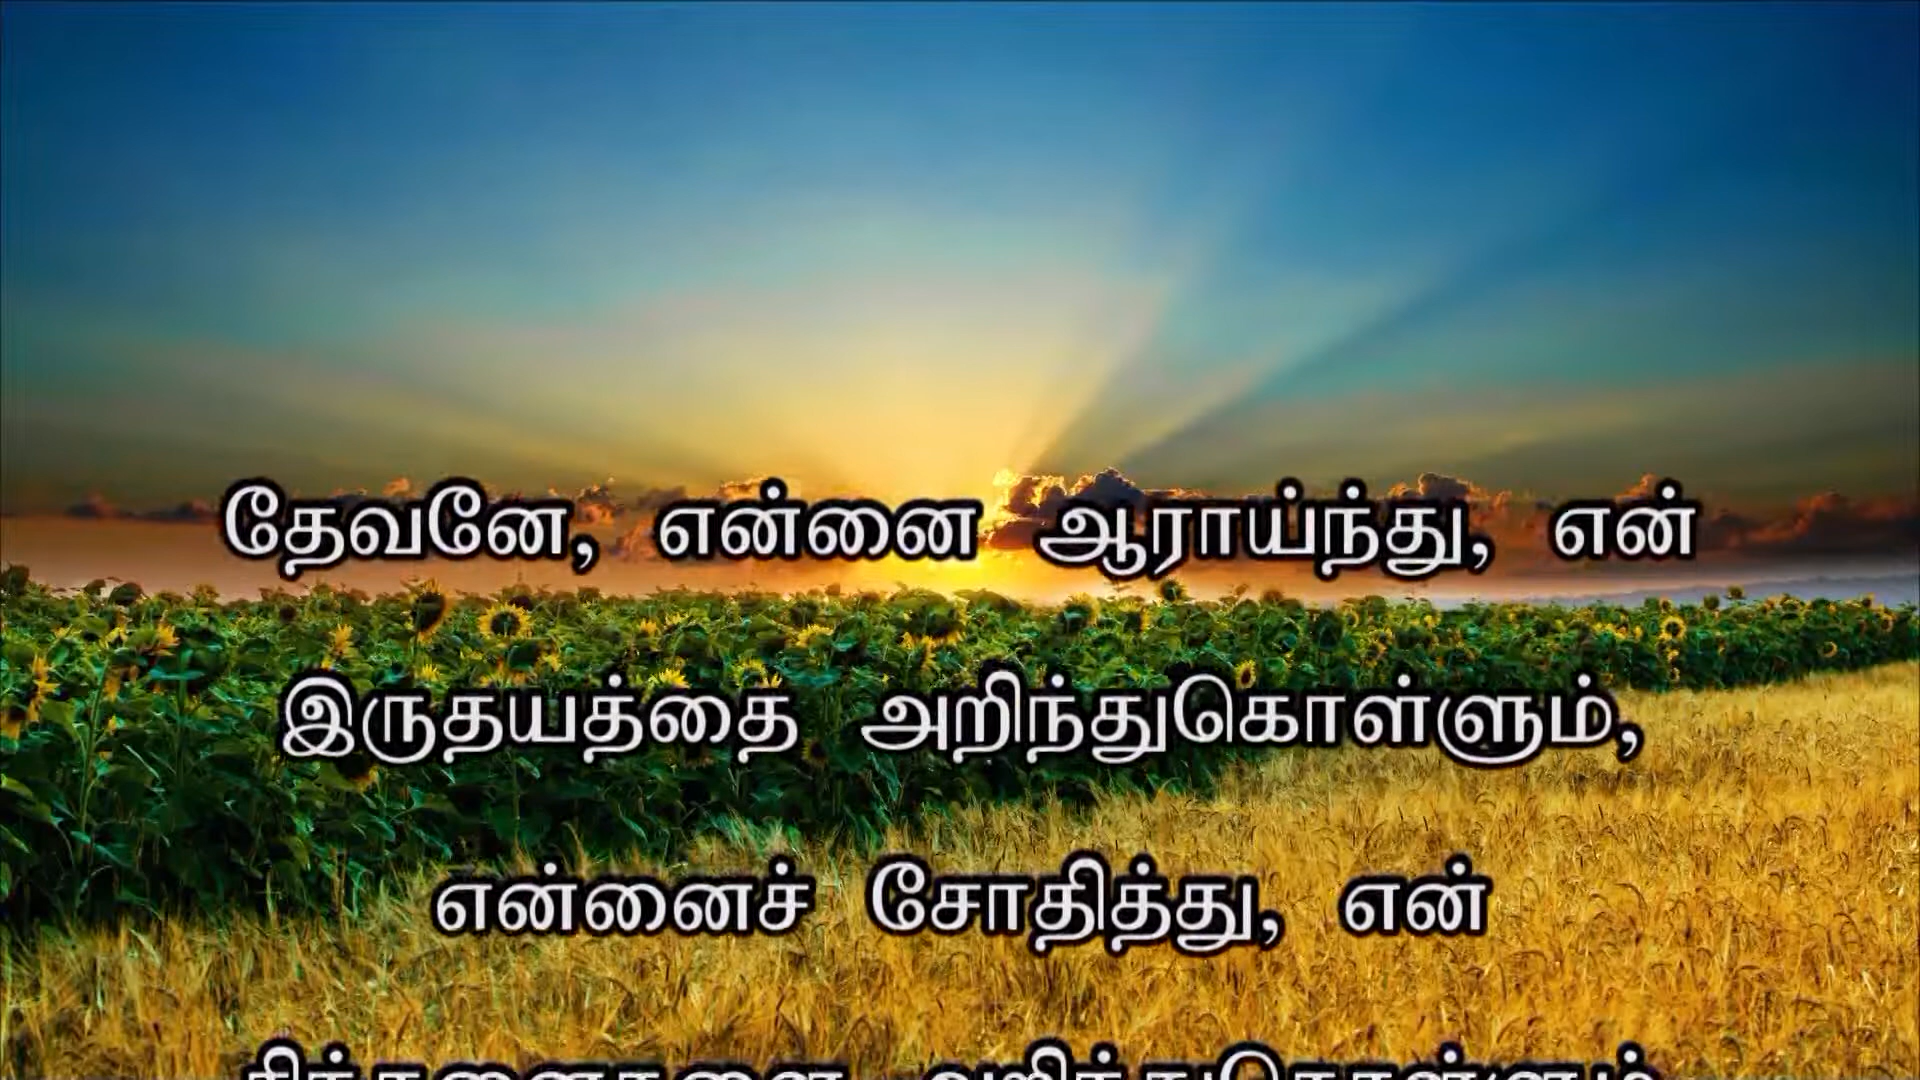 தேவனே, என்னை ஆராய்ந்து, என்
இருதயத்தை அறிந்துகொள்ளும்,
என்னைச் சோதித்து, என்